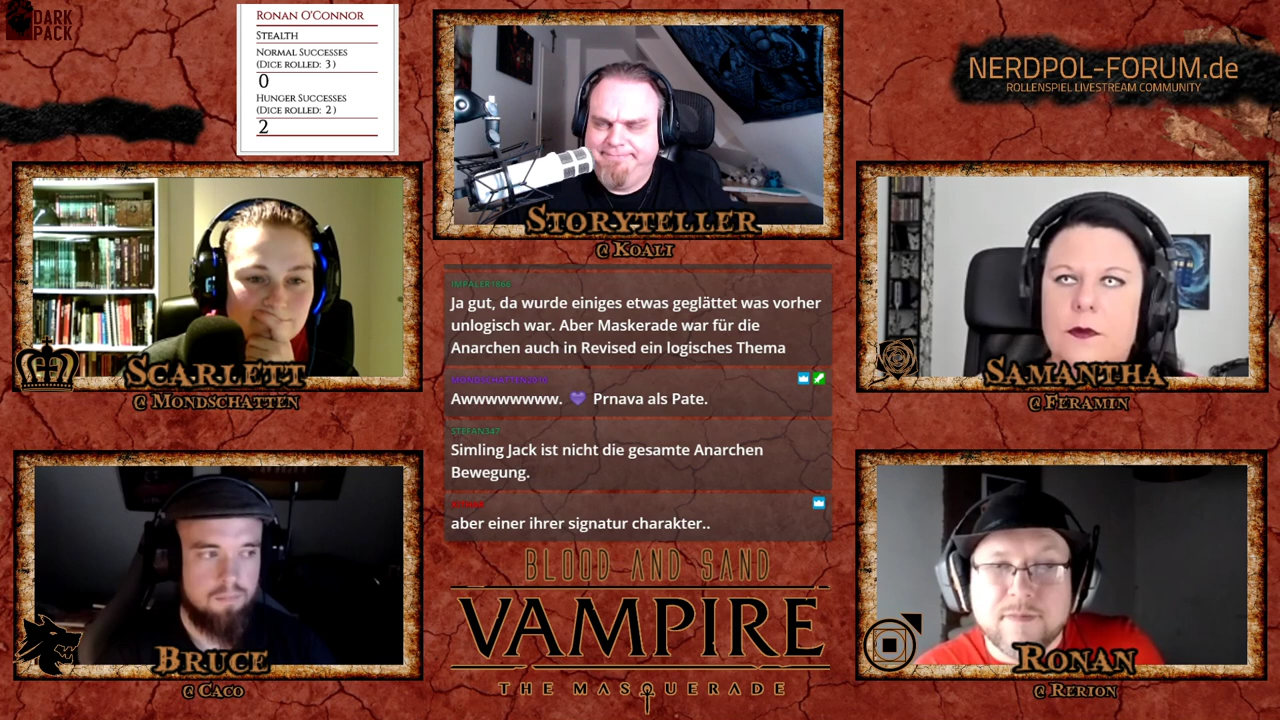 DARK
PACK
RONAN O'CONNOR
STEALTH
NORMAL SUCCESSES
(DICE ROLLED: 3)
0
HUNGER SUCCESSES
(DICE ROLLED: 2)
2
STORYTELLER
@ KOALI
NERDPOL-FORUM.de
ROLLENSPIEL LIVESTREAM COMMUNITY
SCARLETT
@ MONDSCHATTEN
IMPALER1866
Ja gut, da wurde einiges etwas geglättet was vorher
unlogisch war. Aber Maskerade war für die
Anarchen auch in Revised ein logisches Thema
MONDSCHATTEN2010
Awwwwwwww. 💜 Prnava als Pate.
STEFAN347
Simling Jack ist nicht die gesamte Anarchen
Bewegung.
aber einer ihrer signatur charakter..
SAMANTHA
@ FERAMIN
BRUCE
@ CACO
BLOOD AND SAND
VAMPIRE
THE MASQUERADE
RONAN
@ RERION